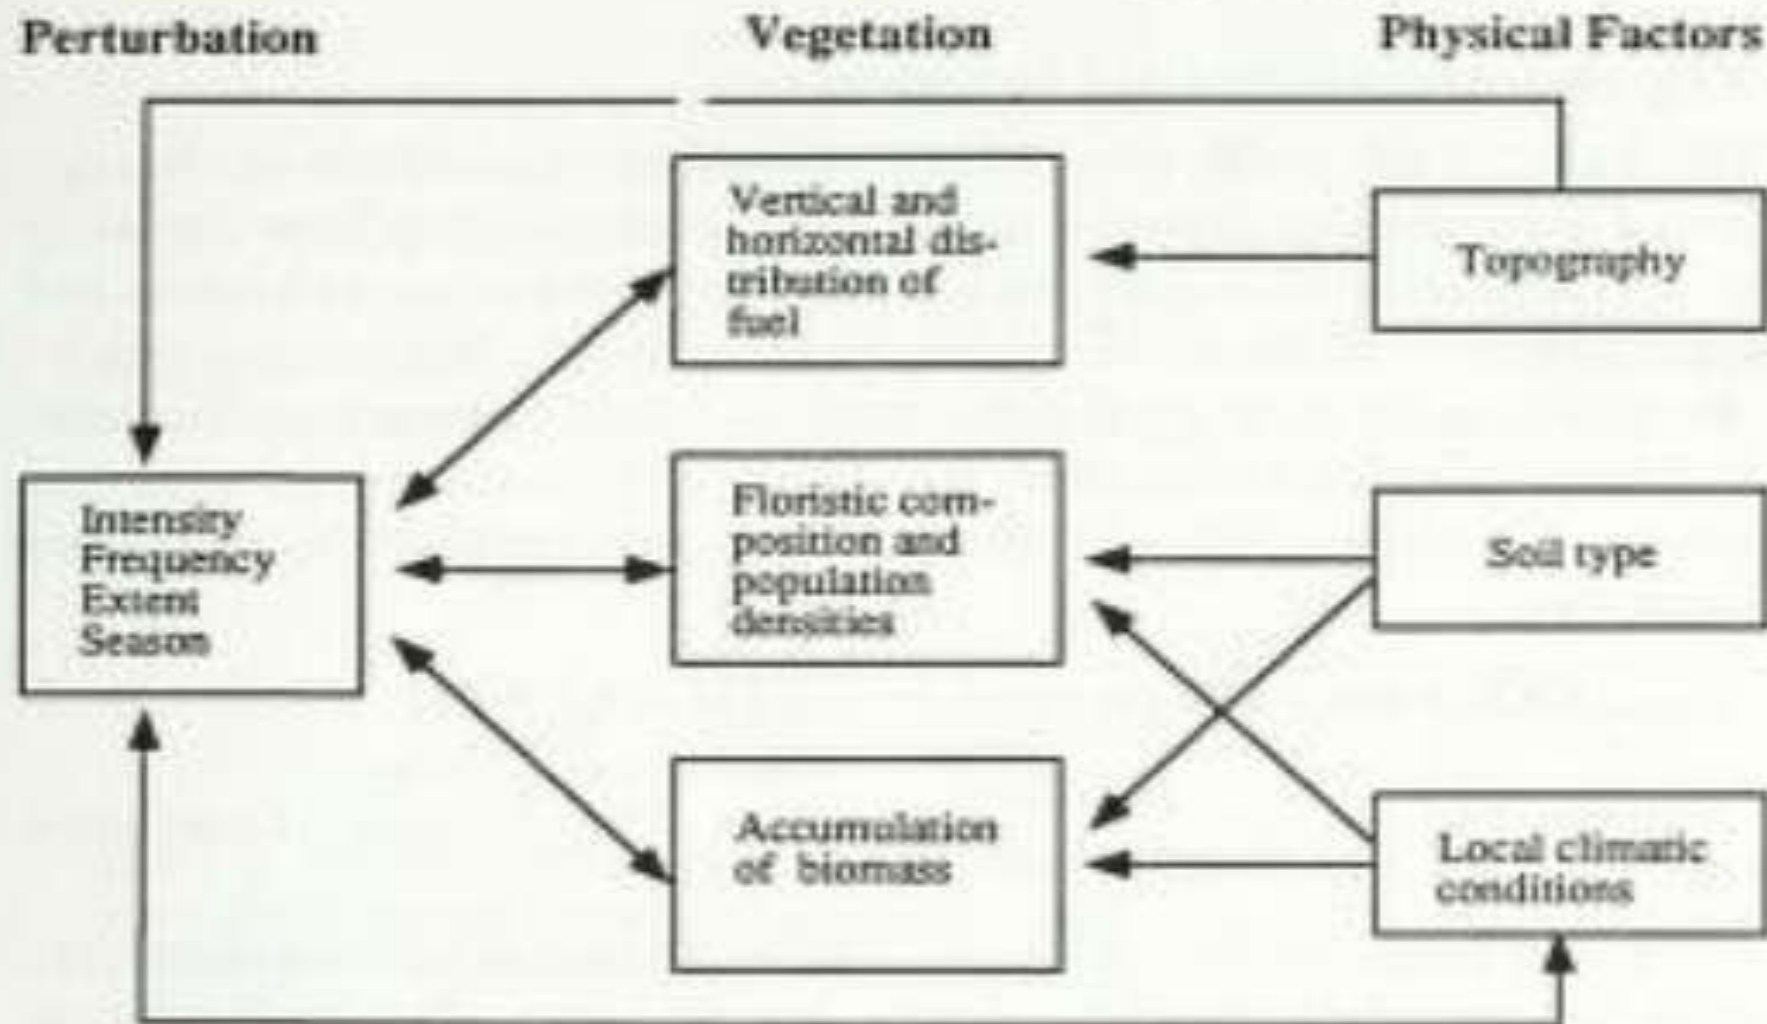 Perturbation
Vegetation
Physical Factors
Vertical and
horizontal dis-
tribution of
fuel
Topography
Intensity
Frequency
Extent
Season
Floristic com-
position and
population
densities
Soil type
Accumulation
of biomass
Local climatic
conditions